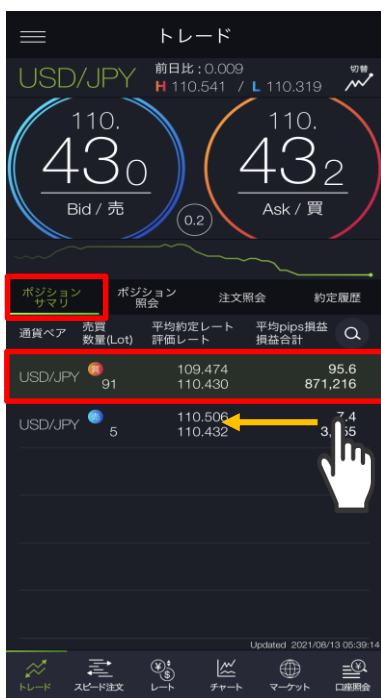 トレード
USD/JPY 前日比:0.009 切替
H 110.541 / L 110.319
110. 110.
430 432
Bid / 売 0.2 Ask / 買
ポジションサマリ ポジション照会 注文照会 約定履歴
通貨ペア 売買 平均約定レート 平均pips損益
数量(Lot) 評価レート 損益合計
USD/JPY 買 109.474 95.6
91 110.430 871,216
USD/JPY 売 110.506 7.4
5 110.432
Updated 2021/08/13 05:39:14
トレード スピード注文 レート チャート マーケット 口座照会